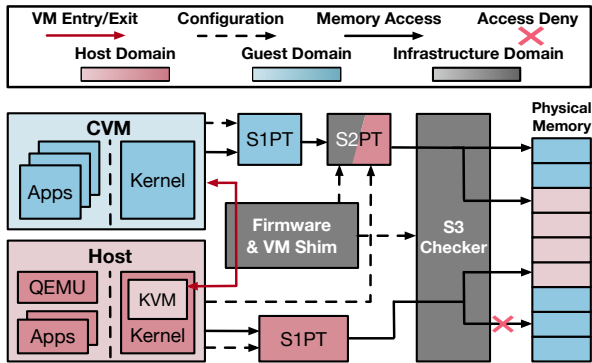 VM Entry/Exit
Configuration
Memory Access
Access Deny
Host Domain
Guest Domain
Infrastructure Domain
CVM
Apps
Kernel
S1PT
S2PT
Firmware
& VM Shim
S3
Checker
Physical
Memory
Host
QEMU
Apps
KVM
Kernel
S1PT